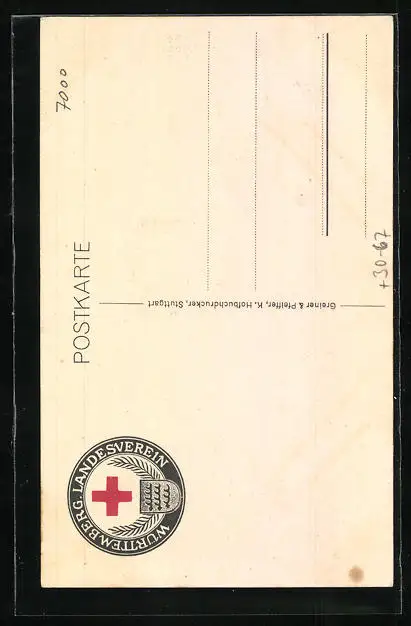 7000
POSTKARTE
WÜRTTEMBERG. LANDESVEREIN
Greiner & Pfeiffer, K. Hofbuchdrucker, Stuttgart
+30-67